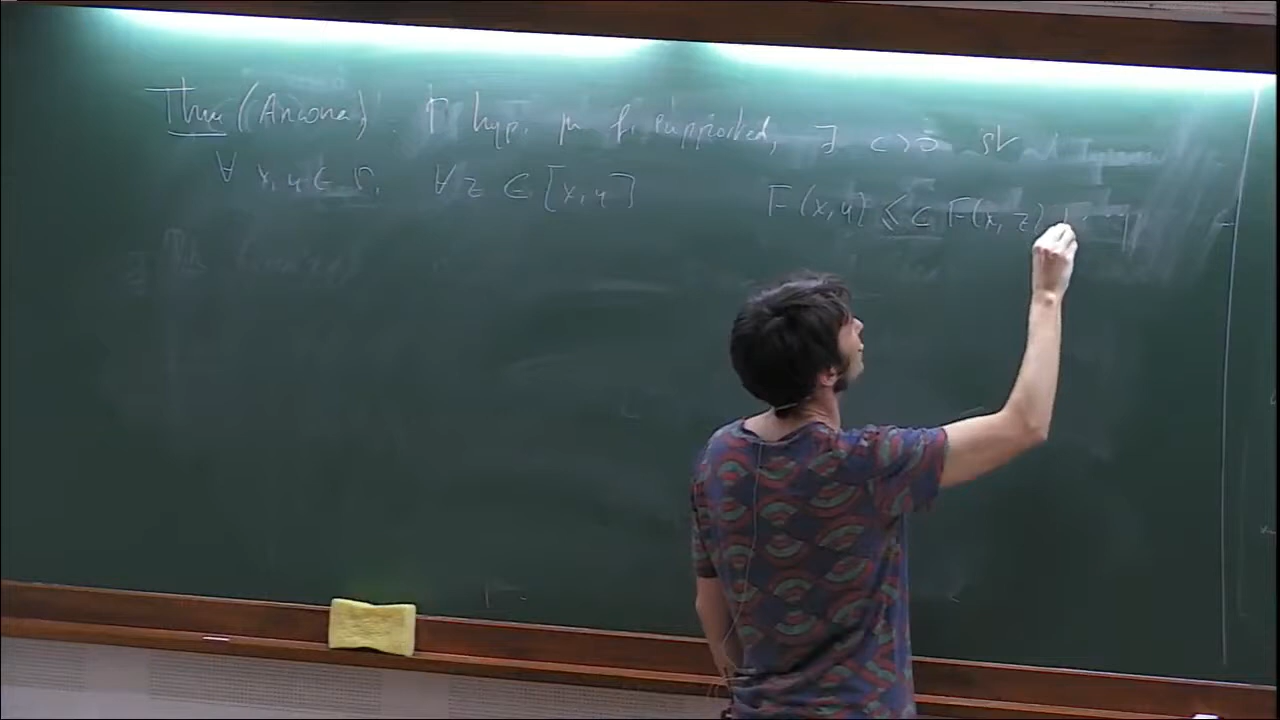 Thm (Ancona). Γ hyp. μ f. supported, ∃ c>0 st
∀ x,y ∈ Γ, ∀ z ∈ [x,y] F(x,y) ≤ c F(x,z)